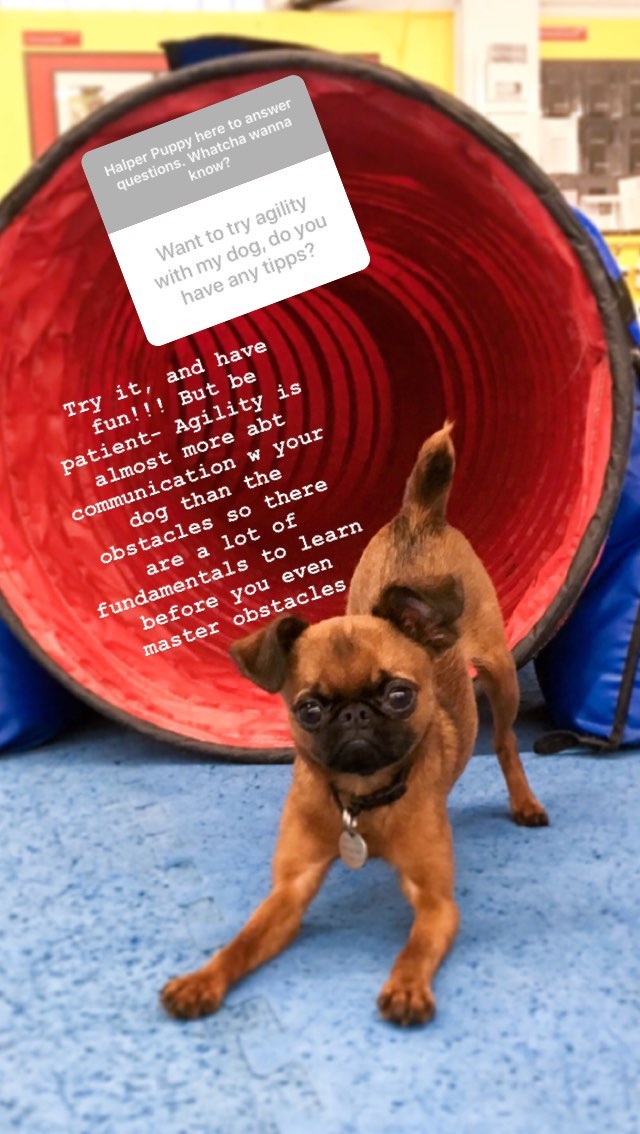 Halper Puppy here to answer
questions. Whatcha wanna
know?
Want to try agility
with my dog, do you
have any tipps?
Try it, and have
fun!!! But be
patient- Agility is
almost more abt
communication w your
dog than the
obstacles so there
are a lot of
fundamentals to learn
before you even
master obstacles